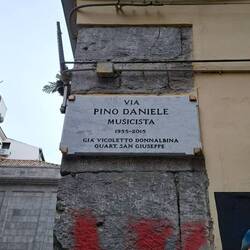 VIA
PINO DANIELE
MUSICISTA
1955-2015
GIÀ VICOLETTO DONNALBINA
QUART. SAN GIUSEPPE